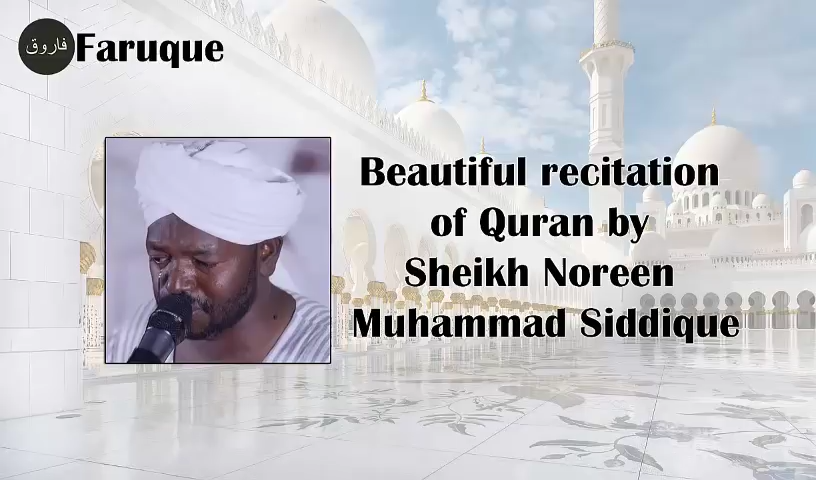 فاروق
Faruque
Beautiful recitation
of Quran by
Sheikh Noreen
Muhammad Siddique